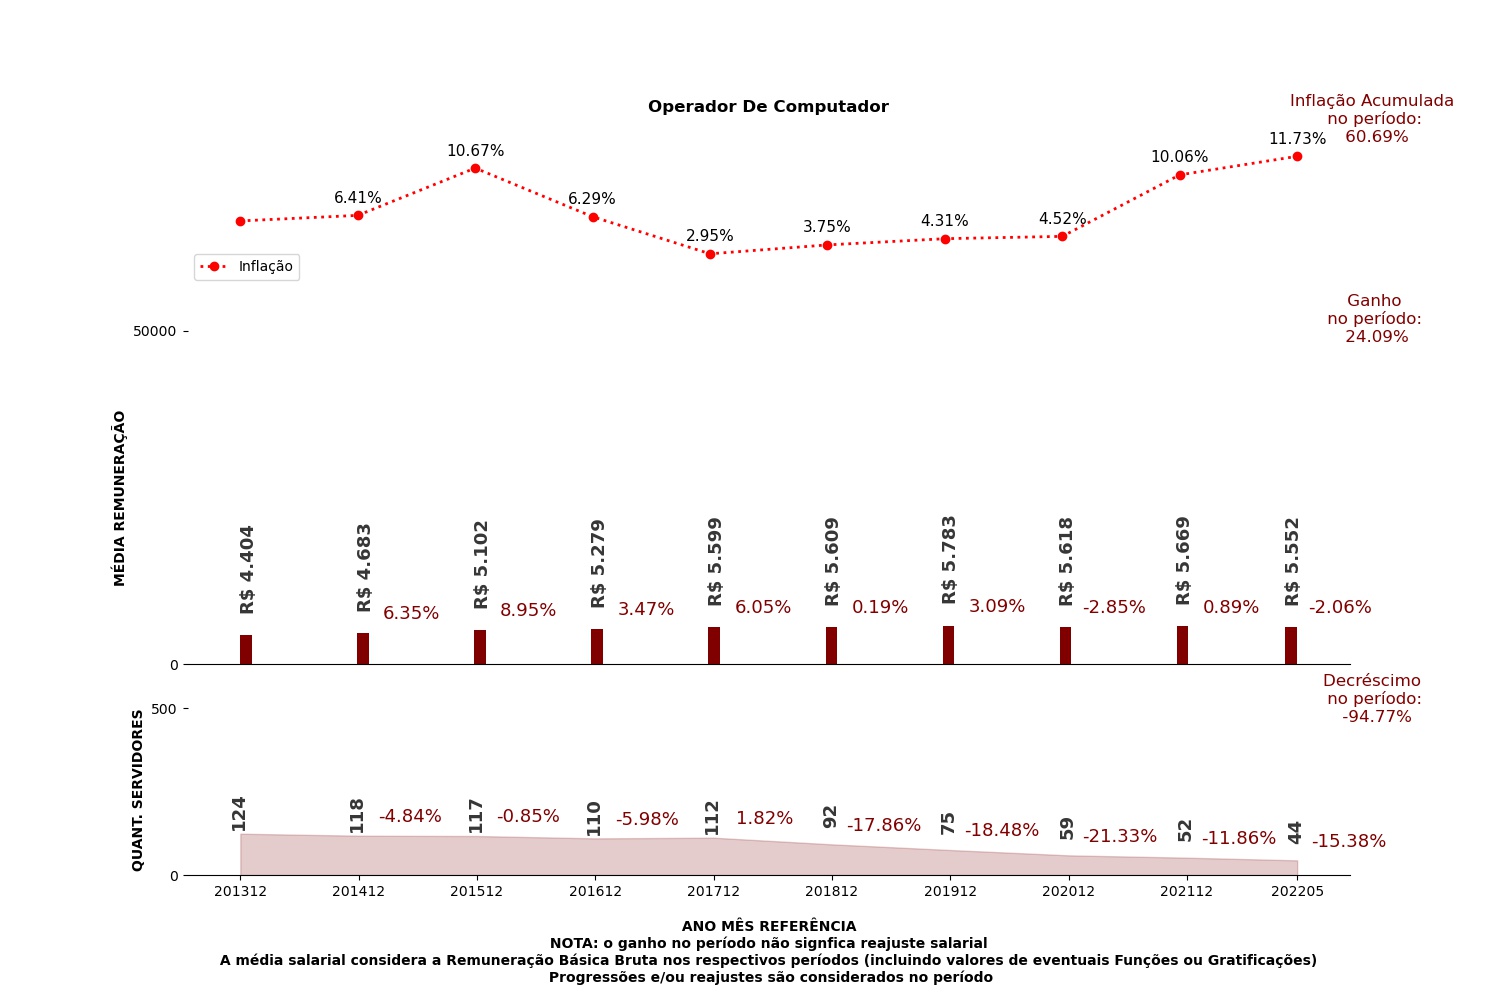 Operador De Computador
Inflação Acumulada
no período:
60.69%
6.41%
10.67%
6.29%
2.95%
3.75%
4.31%
4.52%
10.06%
11.73%
Inflação
Ganho
no período:
24.09%
50000
0
MÉDIA REMUNERAÇÃO
R$ 4.404
R$ 4.683
R$ 5.102
R$ 5.279
R$ 5.599
R$ 5.609
R$ 5.783
R$ 5.618
R$ 5.669
R$ 5.552
6.35%
8.95%
3.47%
6.05%
0.19%
3.09%
-2.85%
0.89%
-2.06%
Decréscimo
no período:
-94.77%
500
0
QUANT. SERVIDORES
124
118
117
110
112
92
75
59
52
44
-4.84%
-0.85%
-5.98%
1.82%
-17.86%
-18.48%
-21.33%
-11.86%
-15.38%
201312
201412
201512
201612
201712
201812
201912
202012
202112
202205
ANO MÊS REFERÊNCIA
NOTA: o ganho no período não signfica reajuste salarial
A média salarial considera a Remuneração Básica Bruta nos respectivos períodos (incluindo valores de eventuais Funções ou Gratificações)
Progressões e/ou reajustes são considerados no período